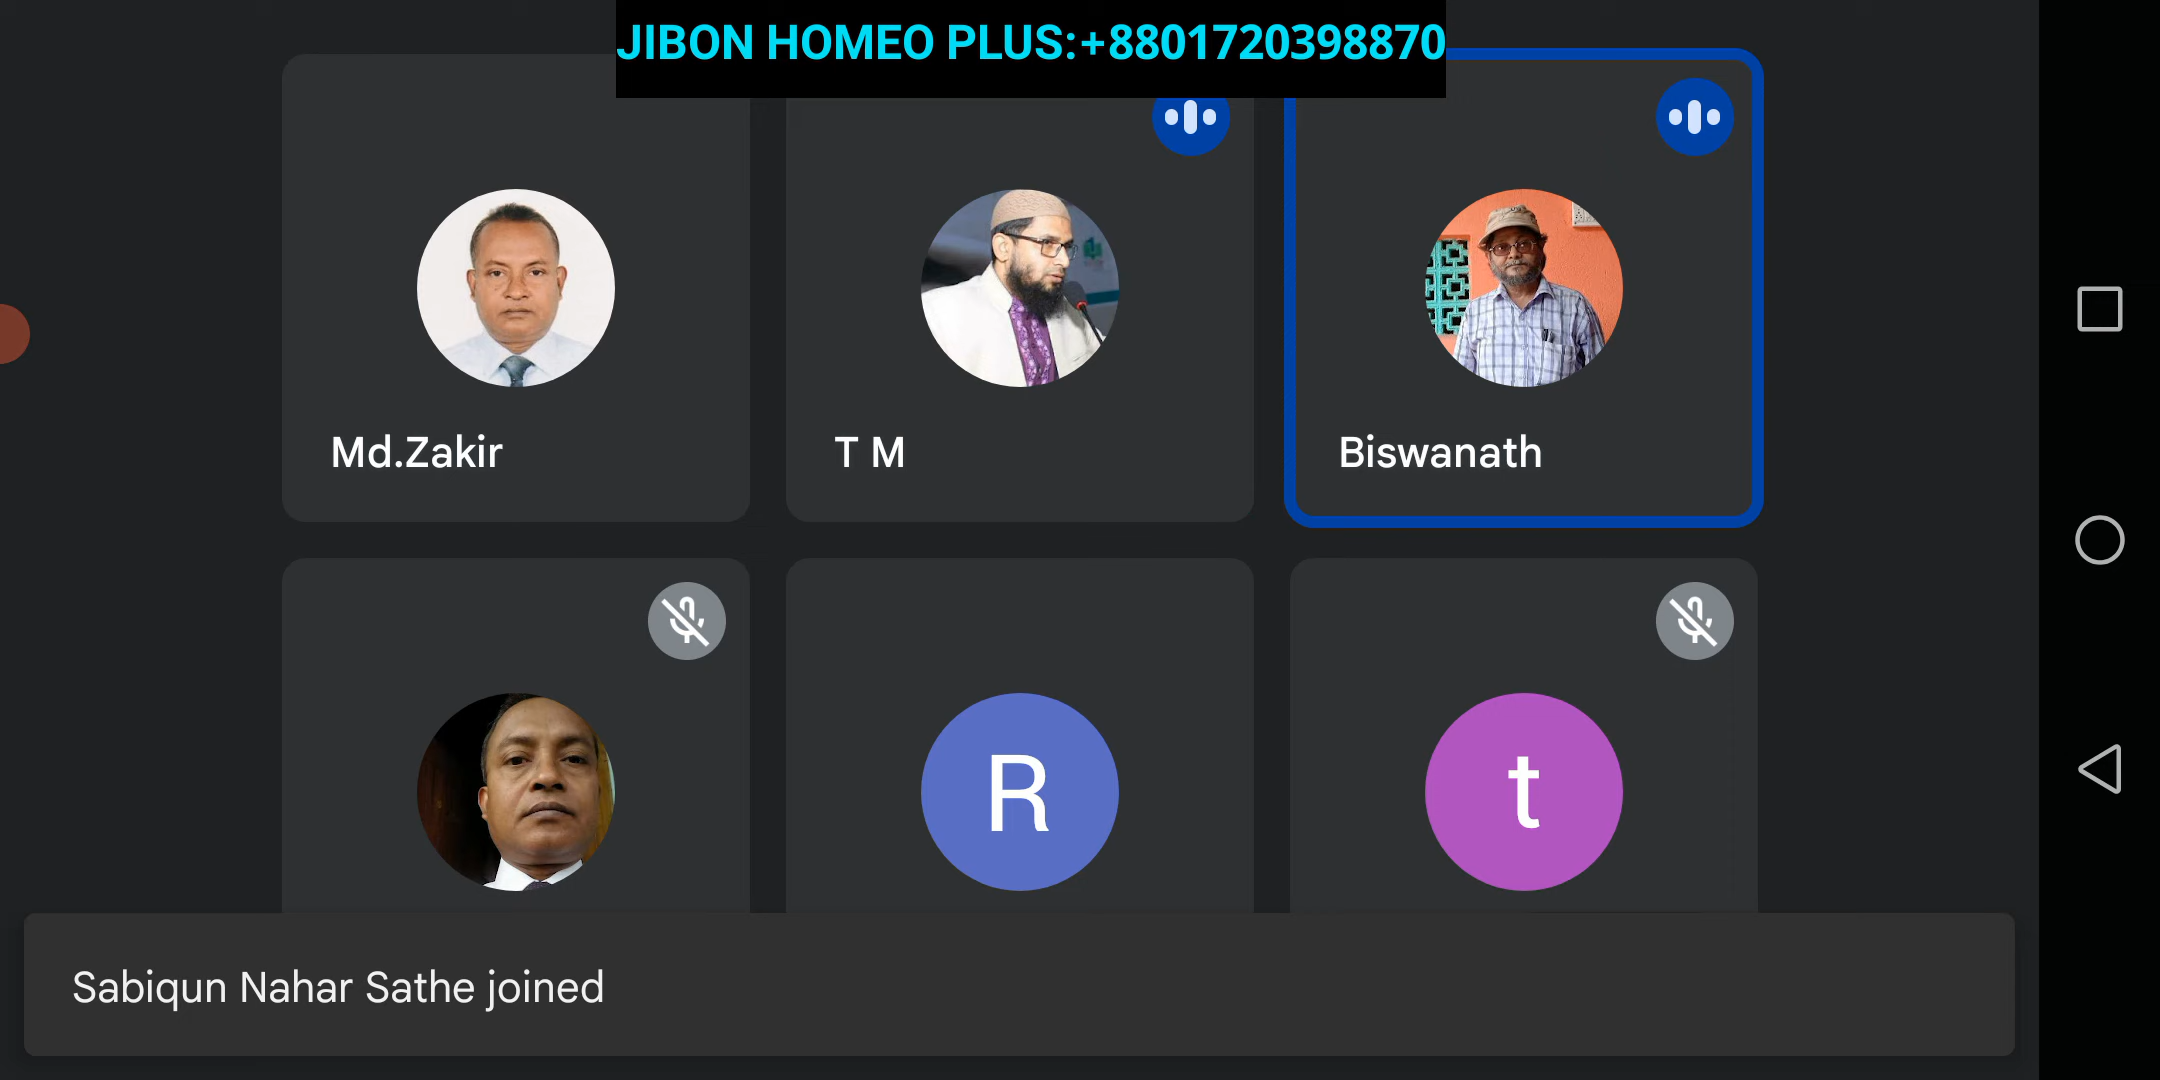 JIBON HOMEO PLUS:+8801720398870
Md.Zakir
T M
Biswanath
R
t
Sabiqun Nahar Sathe joined